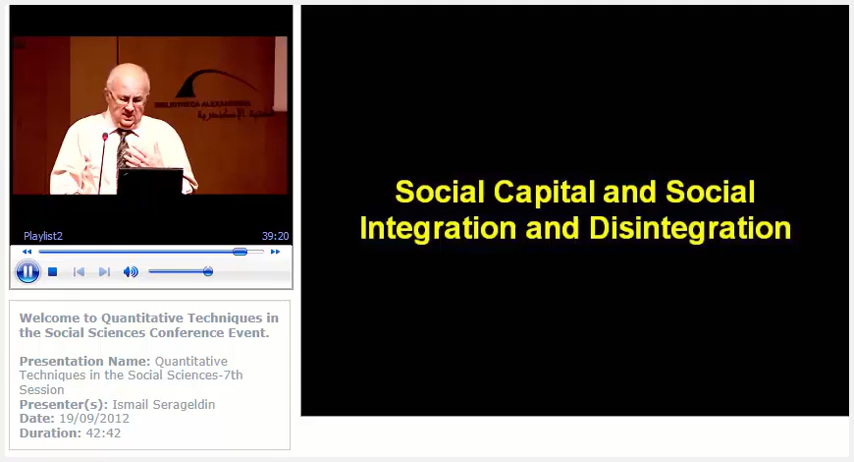 BIBLIOTHECA ALEXANDRINA
مكتبة الإسكندرية
Playlist2
39:20
Welcome to Quantitative Techniques in
the Social Sciences Conference Event.
Presentation Name: Quantitative
Techniques in the Social Sciences-7th
Session
Presenter(s): Ismail Serageldin
Date: 19/09/2012
Duration: 42:42
Social Capital and Social
Integration and Disintegration